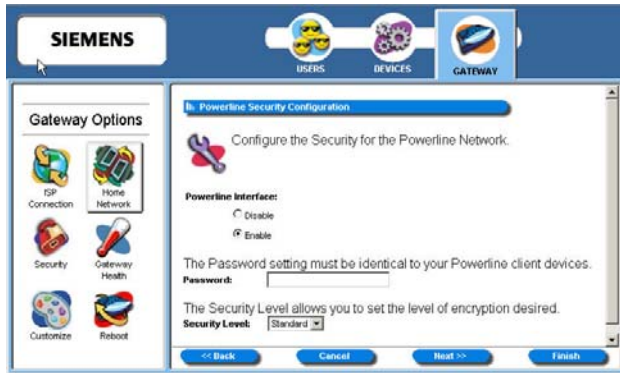 SIEMENS
USERS
DEVICES
GATEWAY
Gateway Options
ISP
Connection
Home
Network
Security
Gateway
Health
Customize
Reboot
Powerline Security Configuration
Configure the Security for the Powerline Network.
Powerline Interface:
Disable
Enable
The Password setting must be identical to your Powerline client devices.
Password:
The Security Level allows you to set the level of encryption desired.
Security Level: Standard
<< Back
Cancel
Next >>
Finish